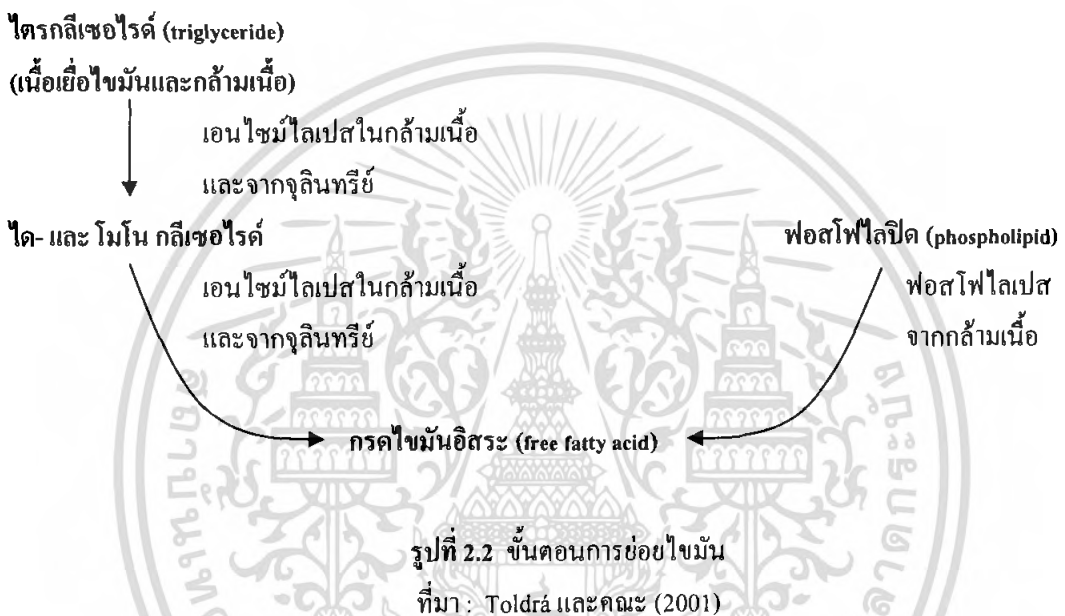 ไตรกลีเซอไรด์ (triglyceride)
(เนื้อเยื่อไขมันและกล้ามเนื้อ)
เอนไซม์ไลเปสในกล้ามเนื้อ
และจากจุลินทรีย์
ได- และ โมโน กลีเซอไรด์
เอนไซม์ไลเปสในกล้ามเนื้อ
และจากจุลินทรีย์
ฟอสโฟไลปิด (phospholipid)
ฟอสโฟไลเปส
จากกล้ามเนื้อ
กรดไขมันอิสระ (free fatty acid)
รูปที่ 2.2 ขั้นตอนการย่อยไขมัน
ที่มา : Toldrá และคณะ (2001)